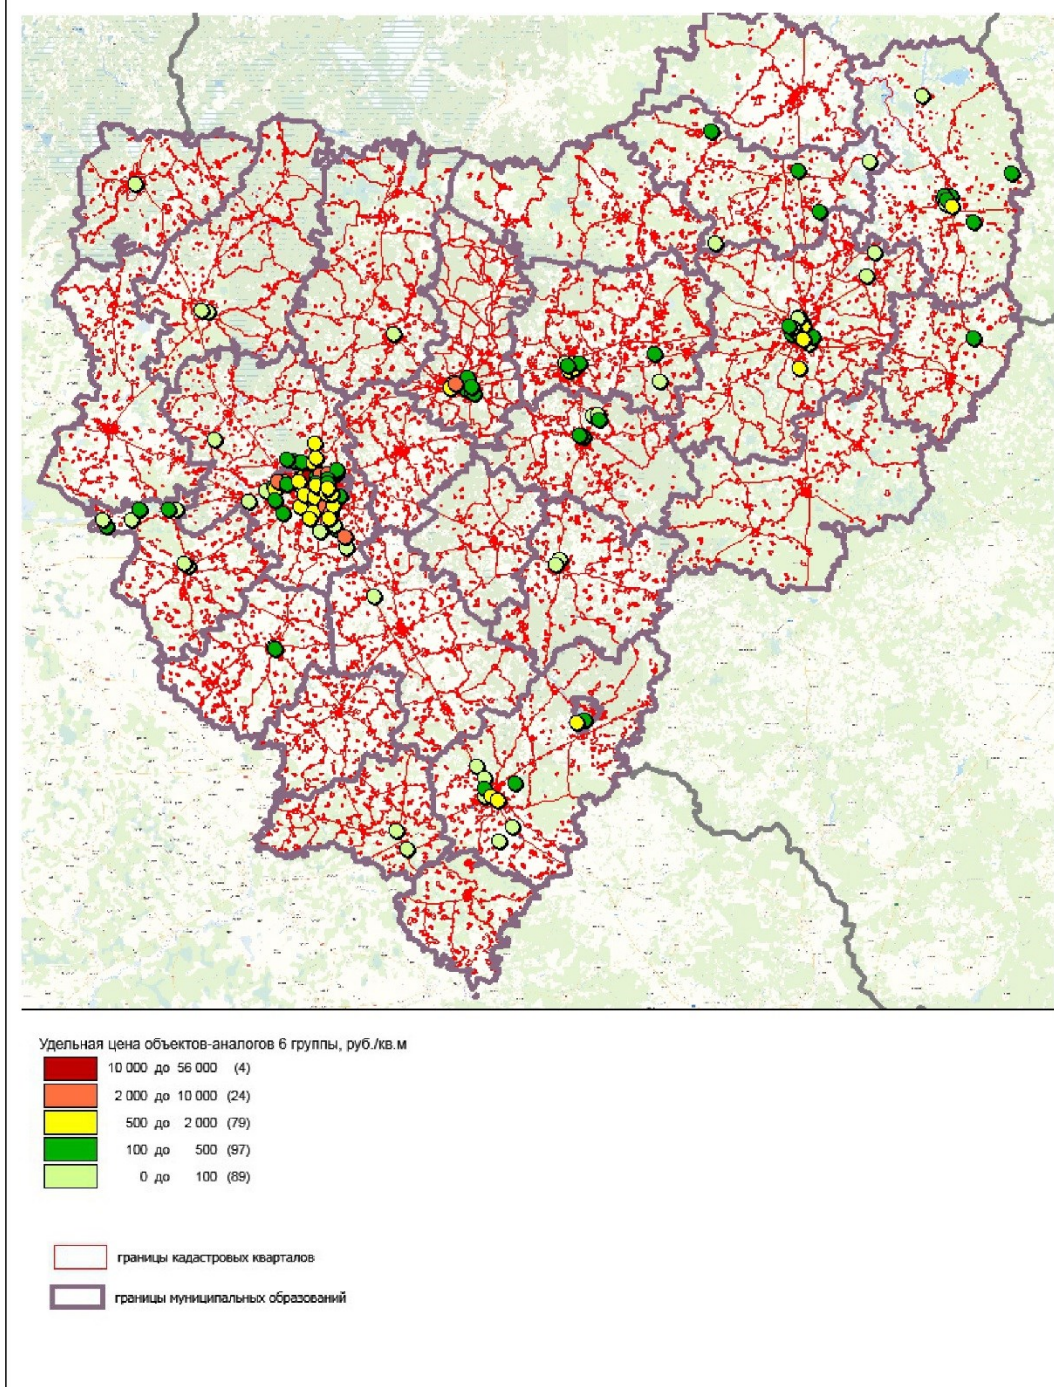 Удельная цена объектов-аналогов 6 группы, руб./кв.м
10 000 до 56 000 (4)
2 000 до 10 000 (24)
500 до 2 000 (79)
100 до 500 (97)
0 до 100 (89)
границы кадастровых кварталов
границы муниципальных образований